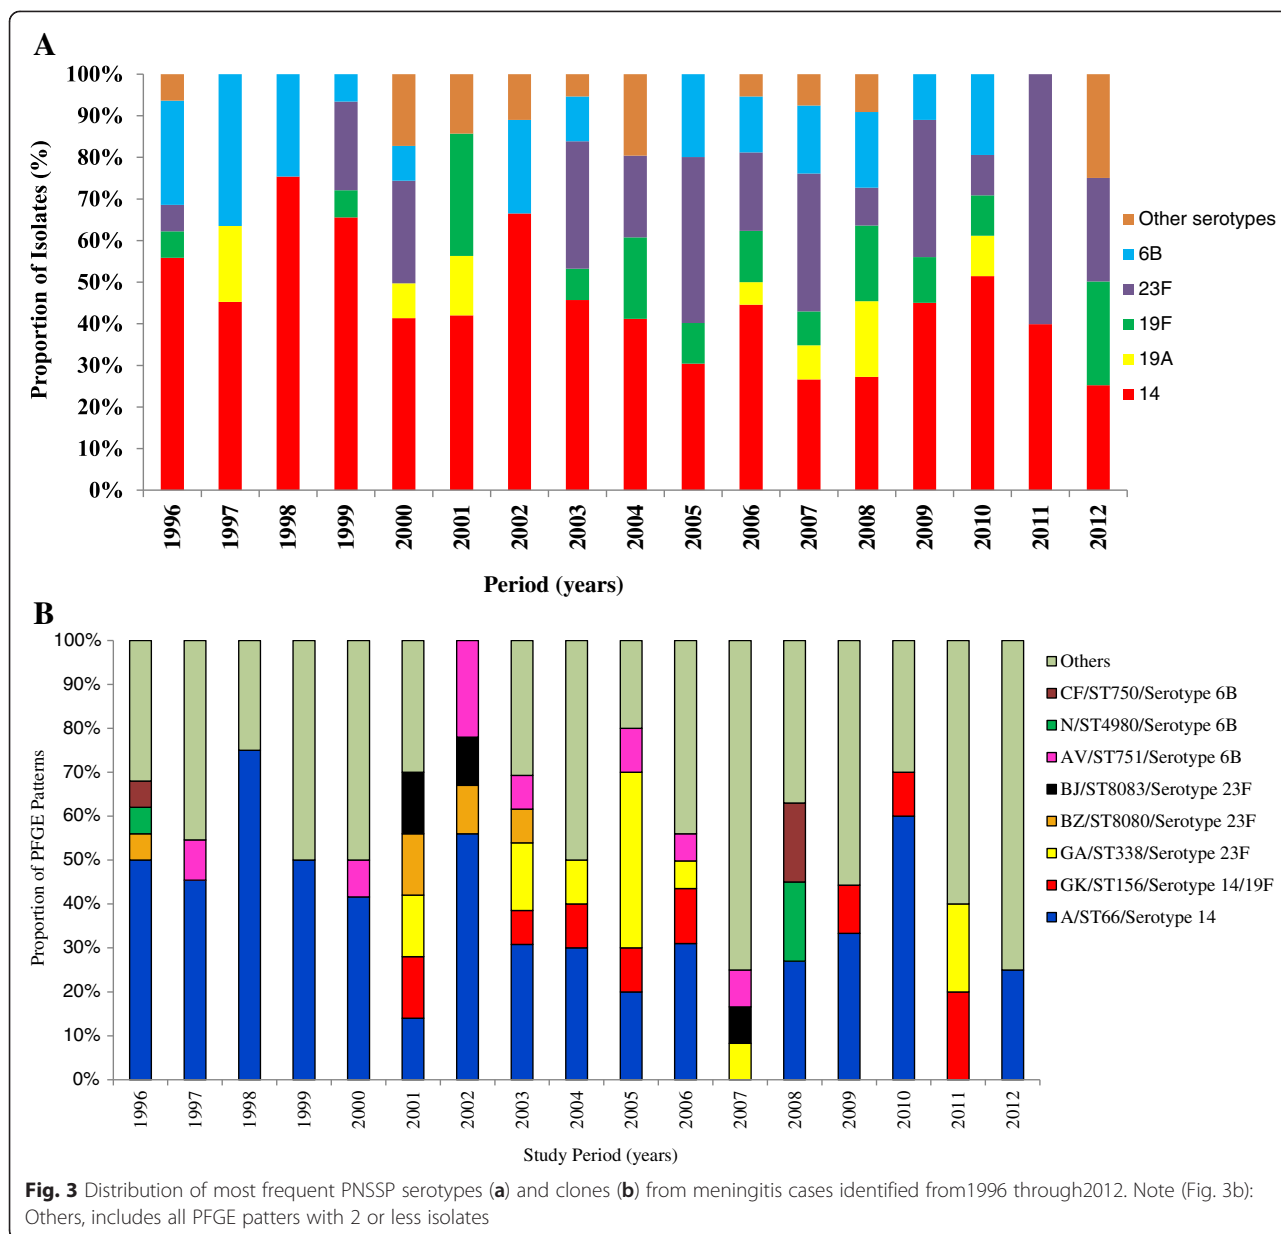 A
100%
90%
80%
70%
60%
50%
40%
30%
20%
10%
0%
Proportion of Isolates (%)
1996 1997 1998 1999 2000 2001 2002 2003 2004 2005 2006 2007 2008 2009 2010 2011 2012
Period (years)
Other serotypes
6B
23F
19F
19A
14
B
100%
90%
80%
70%
60%
50%
40%
30%
20%
10%
0%
Proportion of PFGE Patterns
1996 1997 1998 1999 2000 2001 2002 2003 2004 2005 2006 2007 2008 2009 2010 2011 2012
Study Period (years)
Others
CF/ST750/Serotype 6B
N/ST4980/Serotype 6B
AV/ST751/Serotype 6B
BJ/ST8083/Serotype 23F
BZ/ST8080/Serotype 23F
GA/ST338/Serotype 23F
GK/ST156/Serotype 14/19F
A/ST66/Serotype 14
Fig. 3 Distribution of most frequent PNSSP serotypes (a) and clones (b) from meningitis cases identified from1996 through2012. Note (Fig. 3b):
Others, includes all PFGE patters with 2 or less isolates